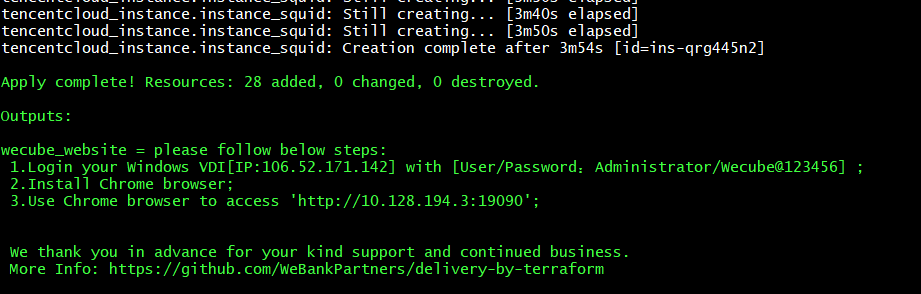 tencentcloud_instance.instance_squid: Still creating... [3m30s elapsed]
tencentcloud_instance.instance_squid: Still creating... [3m40s elapsed]
tencentcloud_instance.instance_squid: Still creating... [3m50s elapsed]
tencentcloud_instance.instance_squid: Creation complete after 3m54s [id=ins-qrg445n2]
Apply complete! Resources: 28 added, 0 changed, 0 destroyed.
Outputs:
wecube_website = please follow below steps:
1.Login your Windows VDI[IP:106.52.171.142] with [User/Password：Administrator/Wecube@123456] ;
2.Install Chrome browser;
3.Use Chrome browser to access 'http://10.128.194.3:19090';
We thank you in advance for your kind support and continued business.
More Info: https://github.com/WeBankPartners/delivery-by-terraform